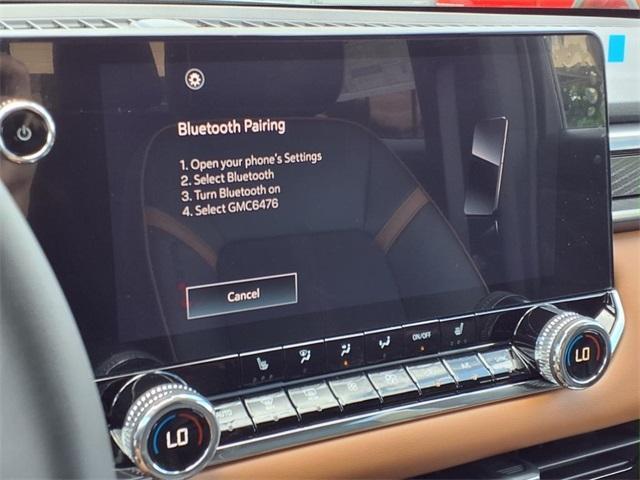 Bluetooth Pairing
1. Open your phone's Settings
2. Select Bluetooth
3. Turn Bluetooth on
4. Select GMC6476
Cancel
ON/OFF
AUTO
A/C
LO
LO